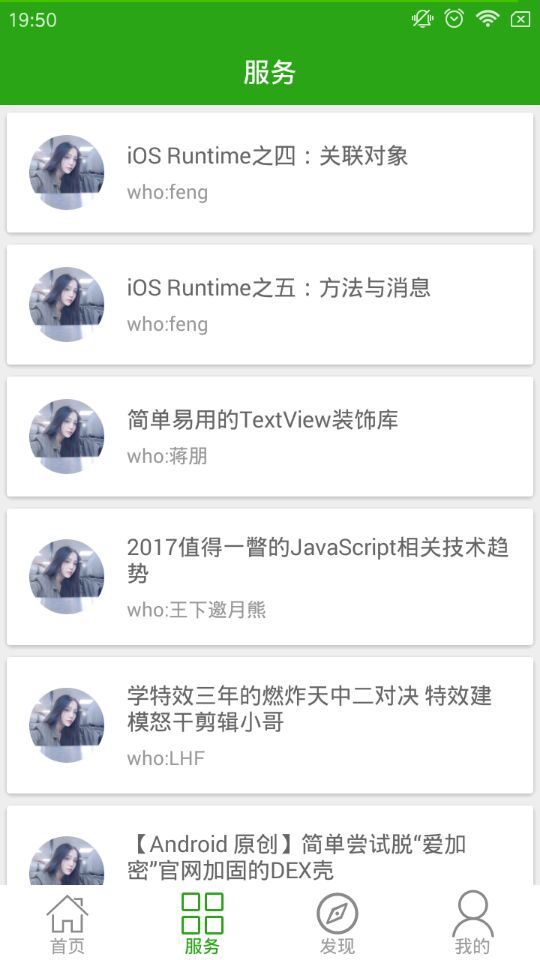 19:50
服务
iOS Runtime之四：关联对象
who:feng
iOS Runtime之五：方法与消息
who:feng
简单易用的TextView装饰库
who:蒋朋
2017值得一瞥的JavaScript相关技术趋
势
who:王下邀月熊
学特效三年的燃炸天中二对决 特效建
模怒干剪辑小哥
who:LHF
【Android 原创】简单尝试脱“爱加
密”官网加固的DEX壳
首页
服务
发现
我的